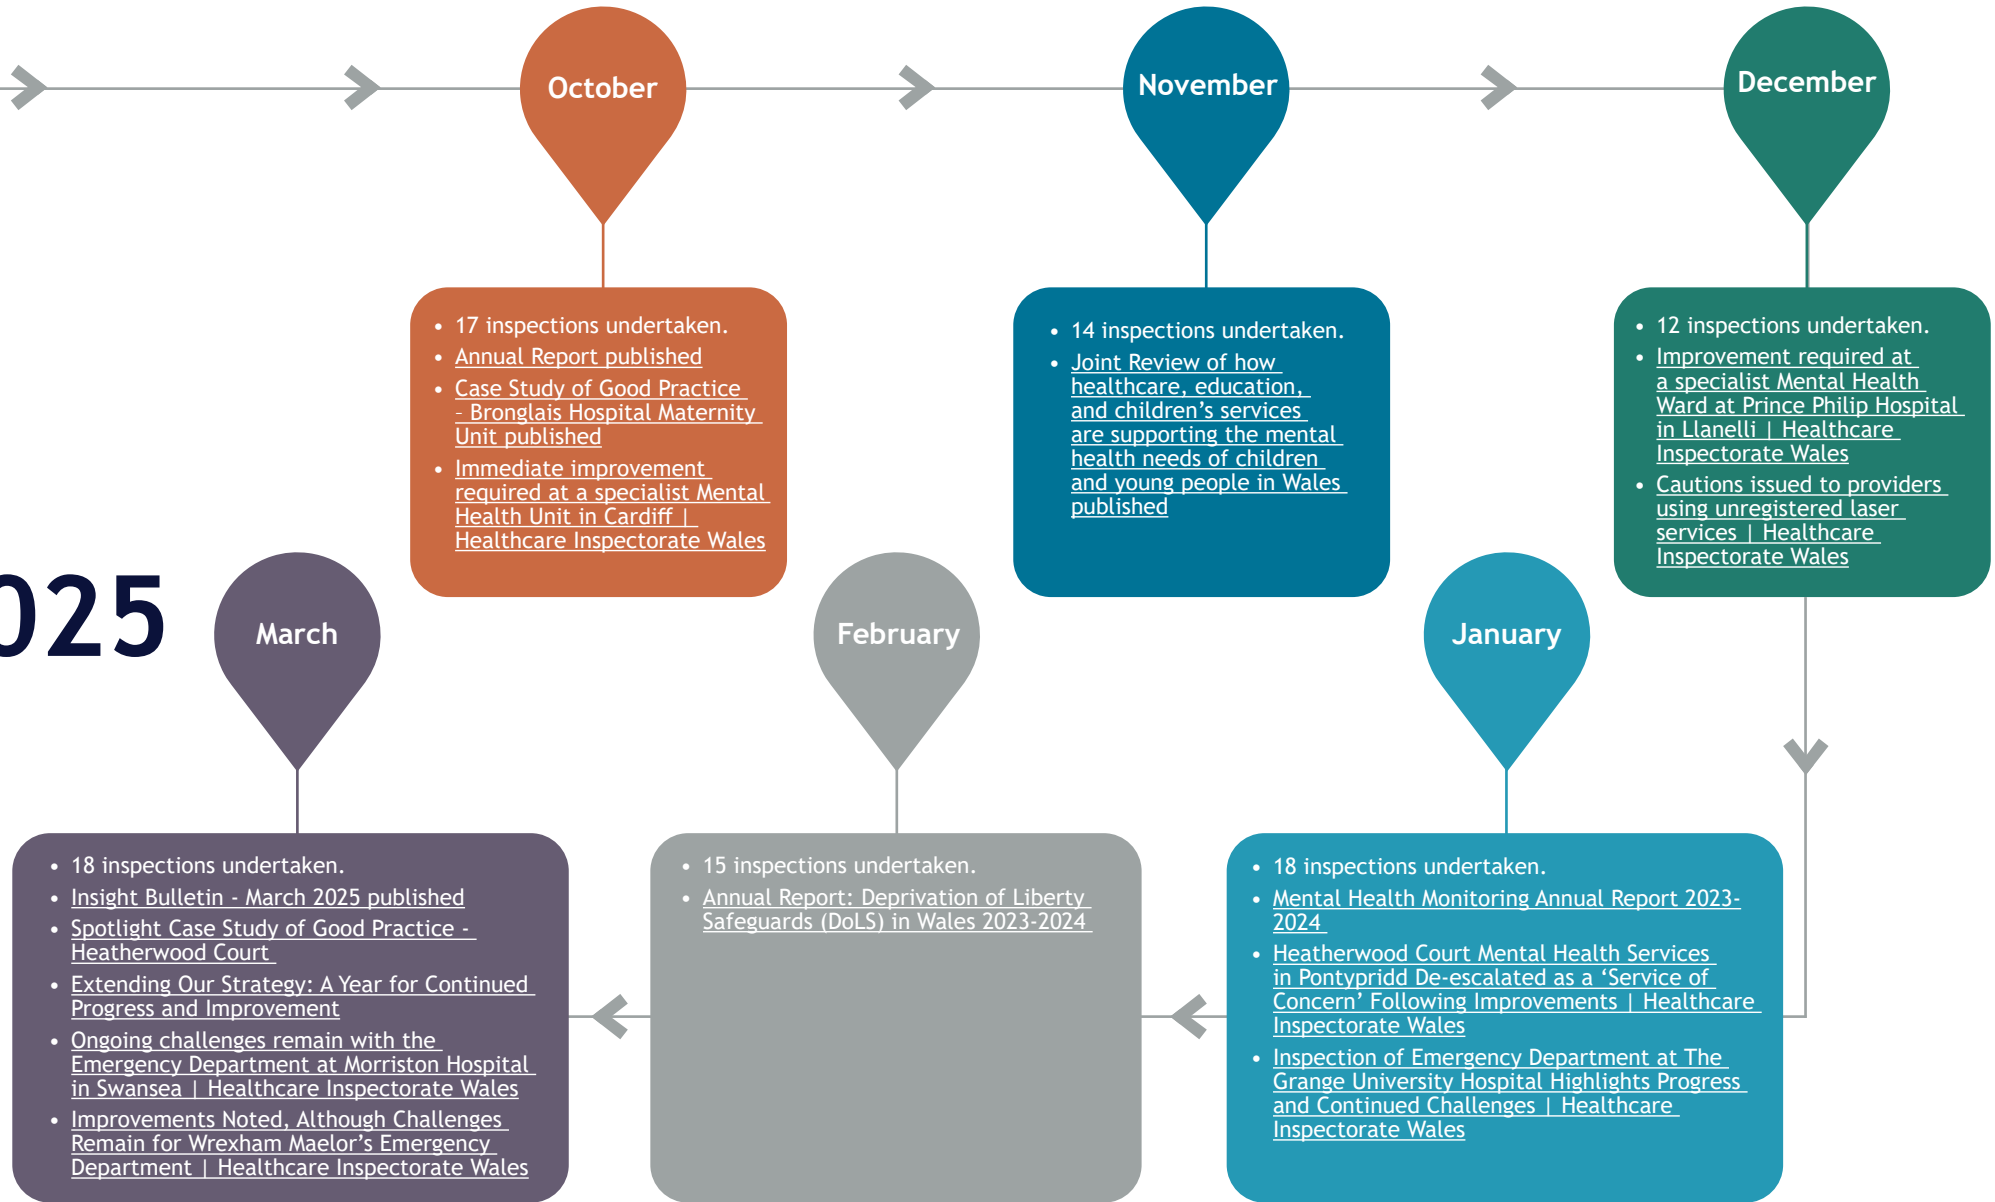 October
November
December
• 17 inspections undertaken.
• Annual Report published
• Case Study of Good Practice
– Bronglais Hospital Maternity
Unit published
• Immediate improvement
required at a specialist Mental
Health Unit in Cardiff |
Healthcare Inspectorate Wales
• 14 inspections undertaken.
• Joint Review of how
healthcare, education,
and children’s services
are supporting the mental
health needs of children
and young people in Wales
published
• 12 inspections undertaken.
• Improvement required at
a specialist Mental Health
Ward at Prince Philip Hospital
in Llanelli | Healthcare
Inspectorate Wales
• Cautions issued to providers
using unregistered laser
services | Healthcare
Inspectorate Wales
025
March
February
January
• 18 inspections undertaken.
• Insight Bulletin - March 2025 published
• Spotlight Case Study of Good Practice -
Heatherwood Court
• Extending Our Strategy: A Year for Continued
Progress and Improvement
• Ongoing challenges remain with the
Emergency Department at Morriston Hospital
in Swansea | Healthcare Inspectorate Wales
• Improvements Noted, Although Challenges
Remain for Wrexham Maelor’s Emergency
Department | Healthcare Inspectorate Wales
• 15 inspections undertaken.
• Annual Report: Deprivation of Liberty
Safeguards (DoLS) in Wales 2023-2024
• 18 inspections undertaken.
• Mental Health Monitoring Annual Report 2023-
2024
• Heatherwood Court Mental Health Services
in Pontypridd De-escalated as a ‘Service of
Concern’ Following Improvements | Healthcare
Inspectorate Wales
• Inspection of Emergency Department at The
Grange University Hospital Highlights Progress
and Continued Challenges | Healthcare
Inspectorate Wales